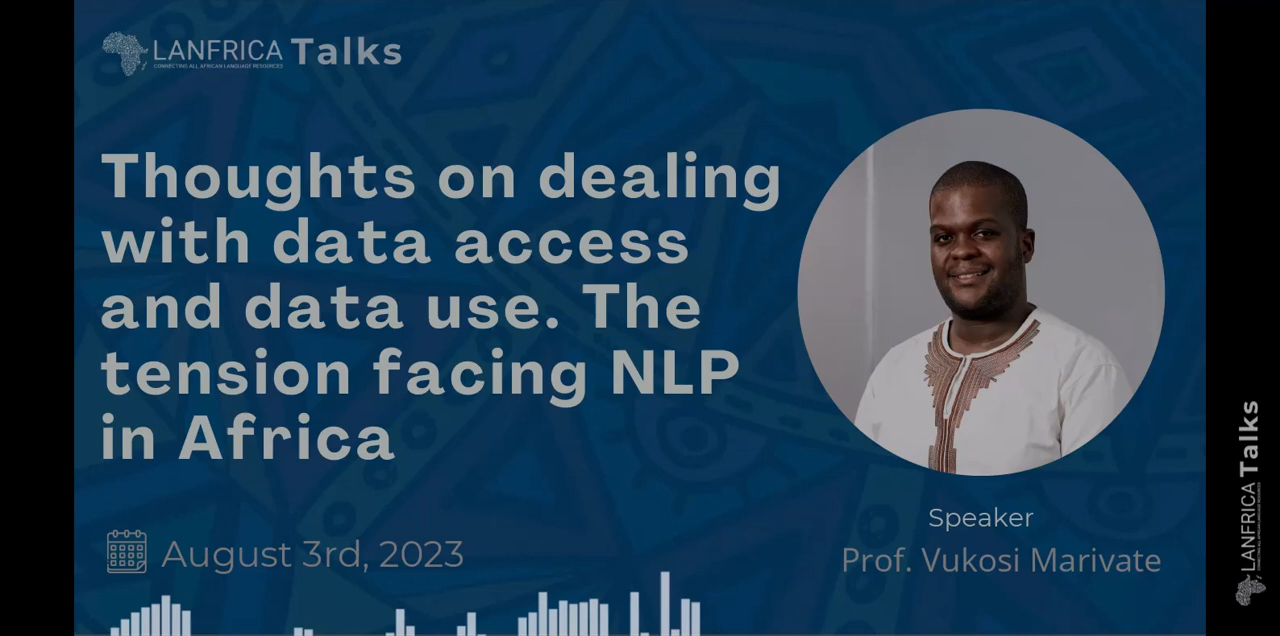 LANFRICA Talks
CONNECTING ALL AFRICAN LANGUAGE RESOURCES
Thoughts on dealing
with data access
and data use. The
tension facing NLP
in Africa
August 3rd, 2023
Speaker
Prof. Vukosi Marivate
LANFRICA Talks